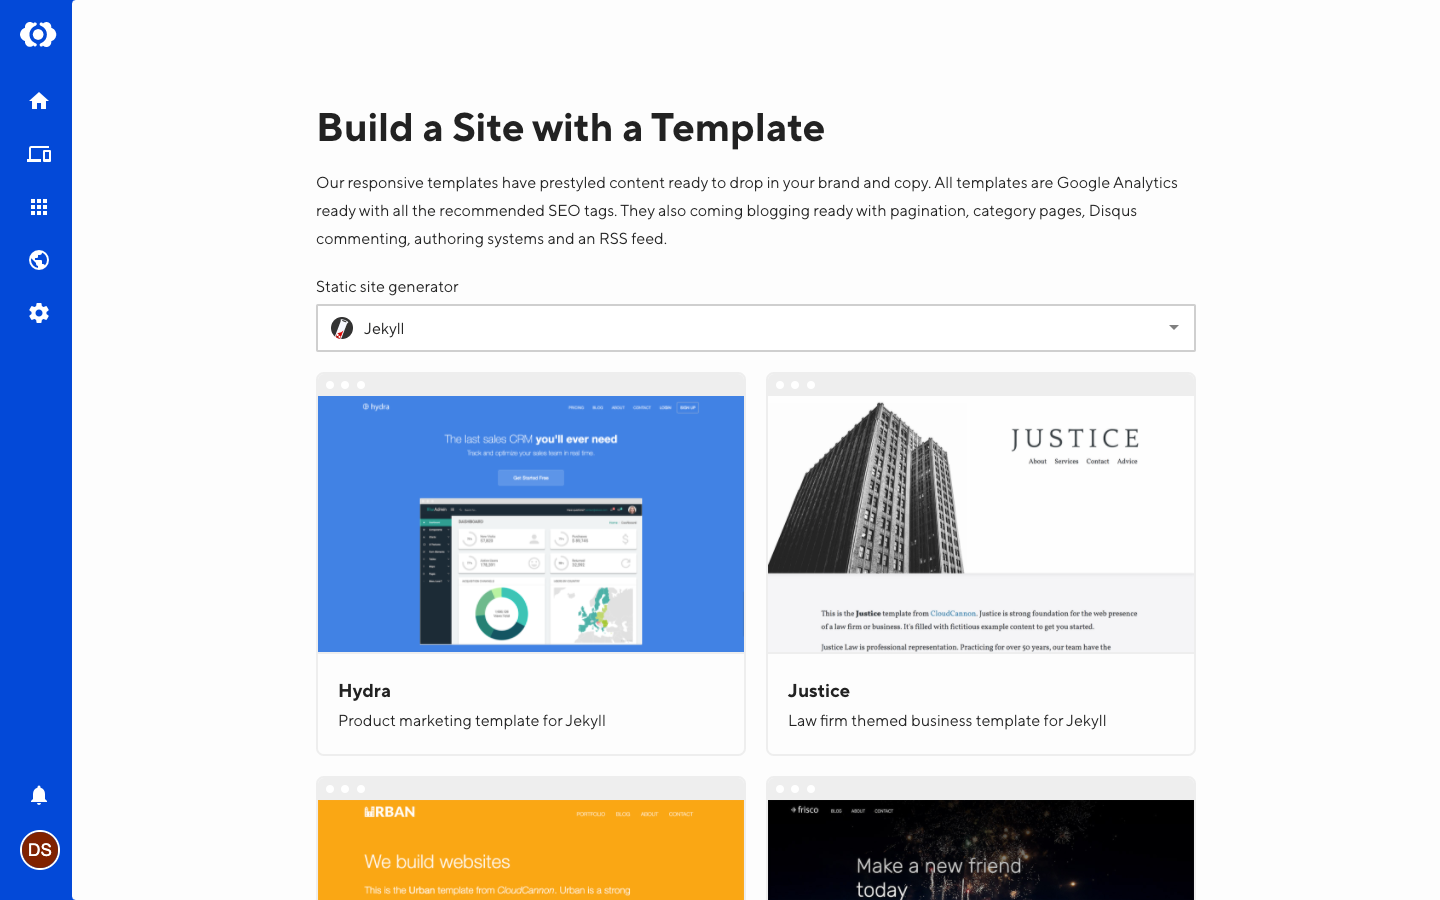 Build a Site with a Template
Our responsive templates have prestyled content ready to drop in your brand and copy. All templates are Google Analytics
ready with all the recommended SEO tags. They also coming blogging ready with pagination, category pages, Disqus
commenting, authoring systems and an RSS feed.
Static site generator
Jekyll
hydra
PRICING BLOG ABOUT CONTACT LOGIN SIGN UP
The last sales CRM you'll ever need
Track and optimize your sales team in real time.
Get Started Free
DASHBOARD
Hydra
Product marketing template for Jekyll
JUSTICE
About Services Contact Advice
This is the Justice template from CloudCannon. Justice is strong foundation for the web presence
of a law firm or business. It's filled with fictitious example content to get you started.
Justice Law is professional representation. Practicing for over 50 years, our team have the
Justice
Law firm themed business template for Jekyll
URBAN
PORTFOLIO BLOG ABOUT CONTACT
We build websites
This is the Urban template from CloudCannon. Urban is a strong
frisco
BLOG ABOUT CONTACT
Make a new friend
today
DS